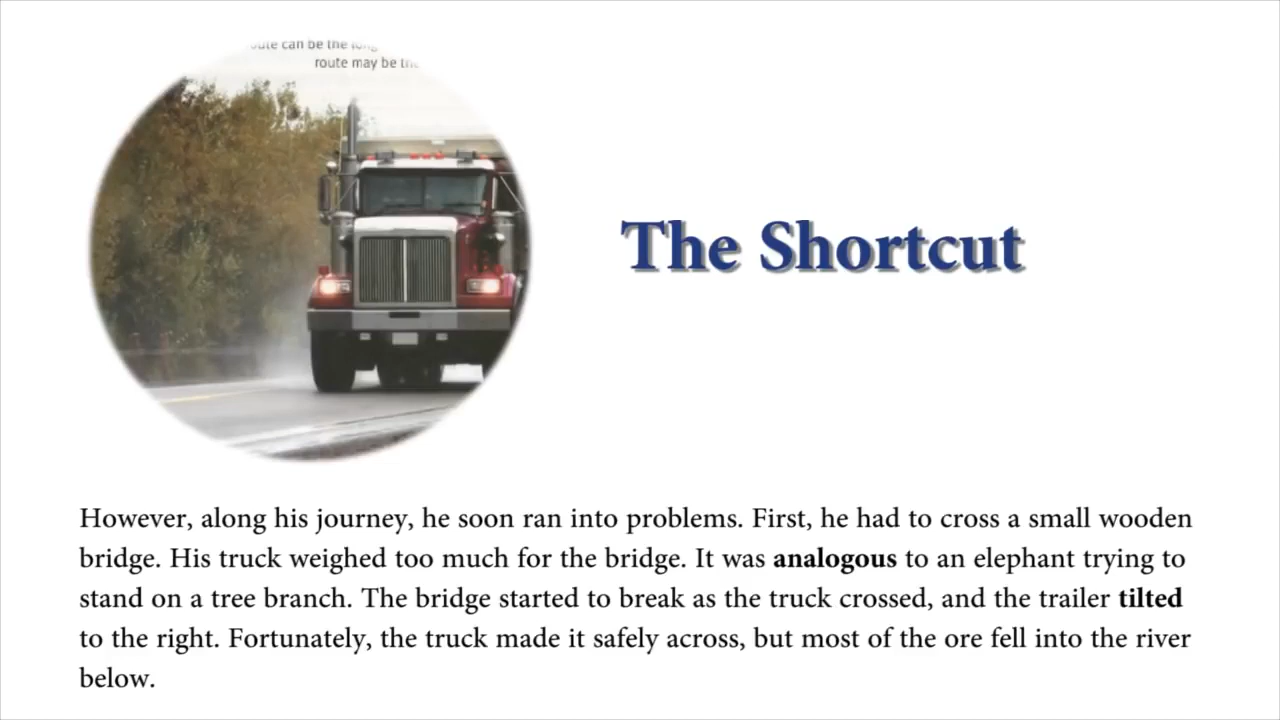 can be the
route may be
The Shortcut
However, along his journey, he soon ran into problems. First, he had to cross a small wooden
bridge. His truck weighed too much for the bridge. It was analogous to an elephant trying to
stand on a tree branch. The bridge started to break as the truck crossed, and the trailer tilted
to the right. Fortunately, the truck made it safely across, but most of the ore fell into the river
below.